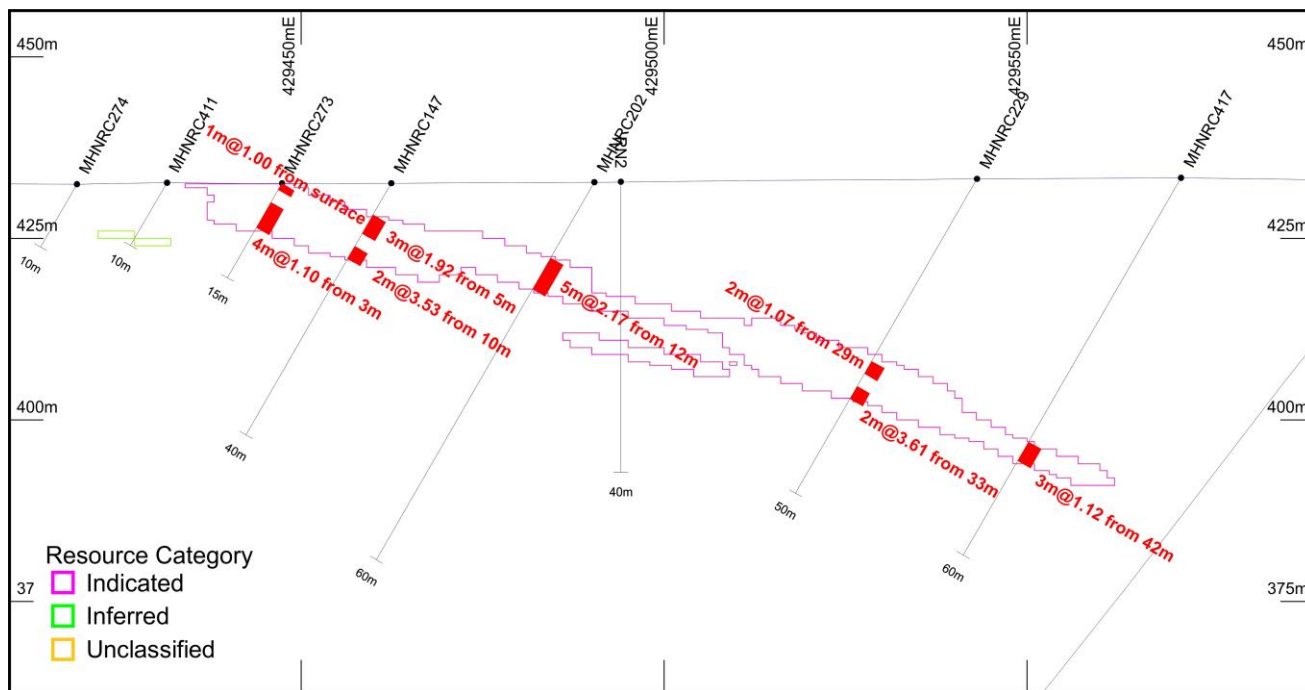 429450mE
429500mE
429550mE
450m
450m
MHNRC274
MHNRC411
MHNRC273
MHNRC147
MHNRC202
RN2
MHNRC229
MHNRC417
1m@1.00 from surface
425m
425m
10m
10m
15m
4m@1.10 from 3m
3m@1.92 from 5m
2m@3.53 from 10m
5m@2.17 from 12m
2m@1.07 from 29m
400m
400m
2m@3.61 from 33m
3m@1.12 from 42m
40m
40m
50m
60m
60m
Resource Category
Indicated
Inferred
Unclassified
37
375m